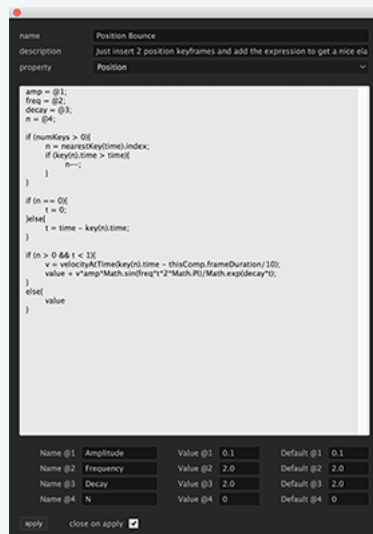 name Position Bounce
description Just insert 2 position keyframes and add the expression to get a nice ela
property Position
amp = @1;
freq = @2;
decay = @3;
n = @4;
if (numKeys > 0){
n = nearestKey(time).index;
if (key(n).time > time){
n--;
}
}
if (n == 0){
t = 0;
}else{
t = time - key(n).time;
}
if (n > 0 && t < 1){
v = velocityAtTime(key(n).time - thisComp.frameDuration/10);
value + v*amp*Math.sin(freq*t*2*Math.PI)/Math.exp(decay*t);
}
else{
value
}
Name @1 Amplitude Value @1 0.1 Default @1 0.1
Name @2 Frequency Value @2 2.0 Default @2 2.0
Name @3 Decay Value @3 2.0 Default @3 2.0
Name @4 N Value @4 0 Default @4 0
apply close on apply